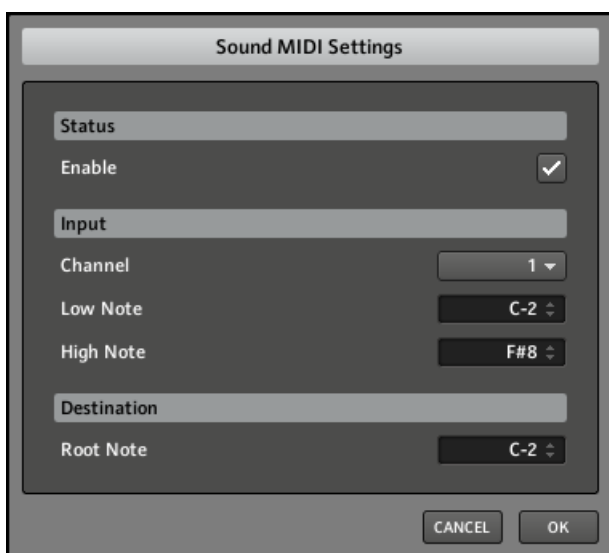 Sound MIDI Settings
Status
Enable
Input
Channel 1
Low Note C-2
High Note F#8
Destination
Root Note C-2
CANCEL OK